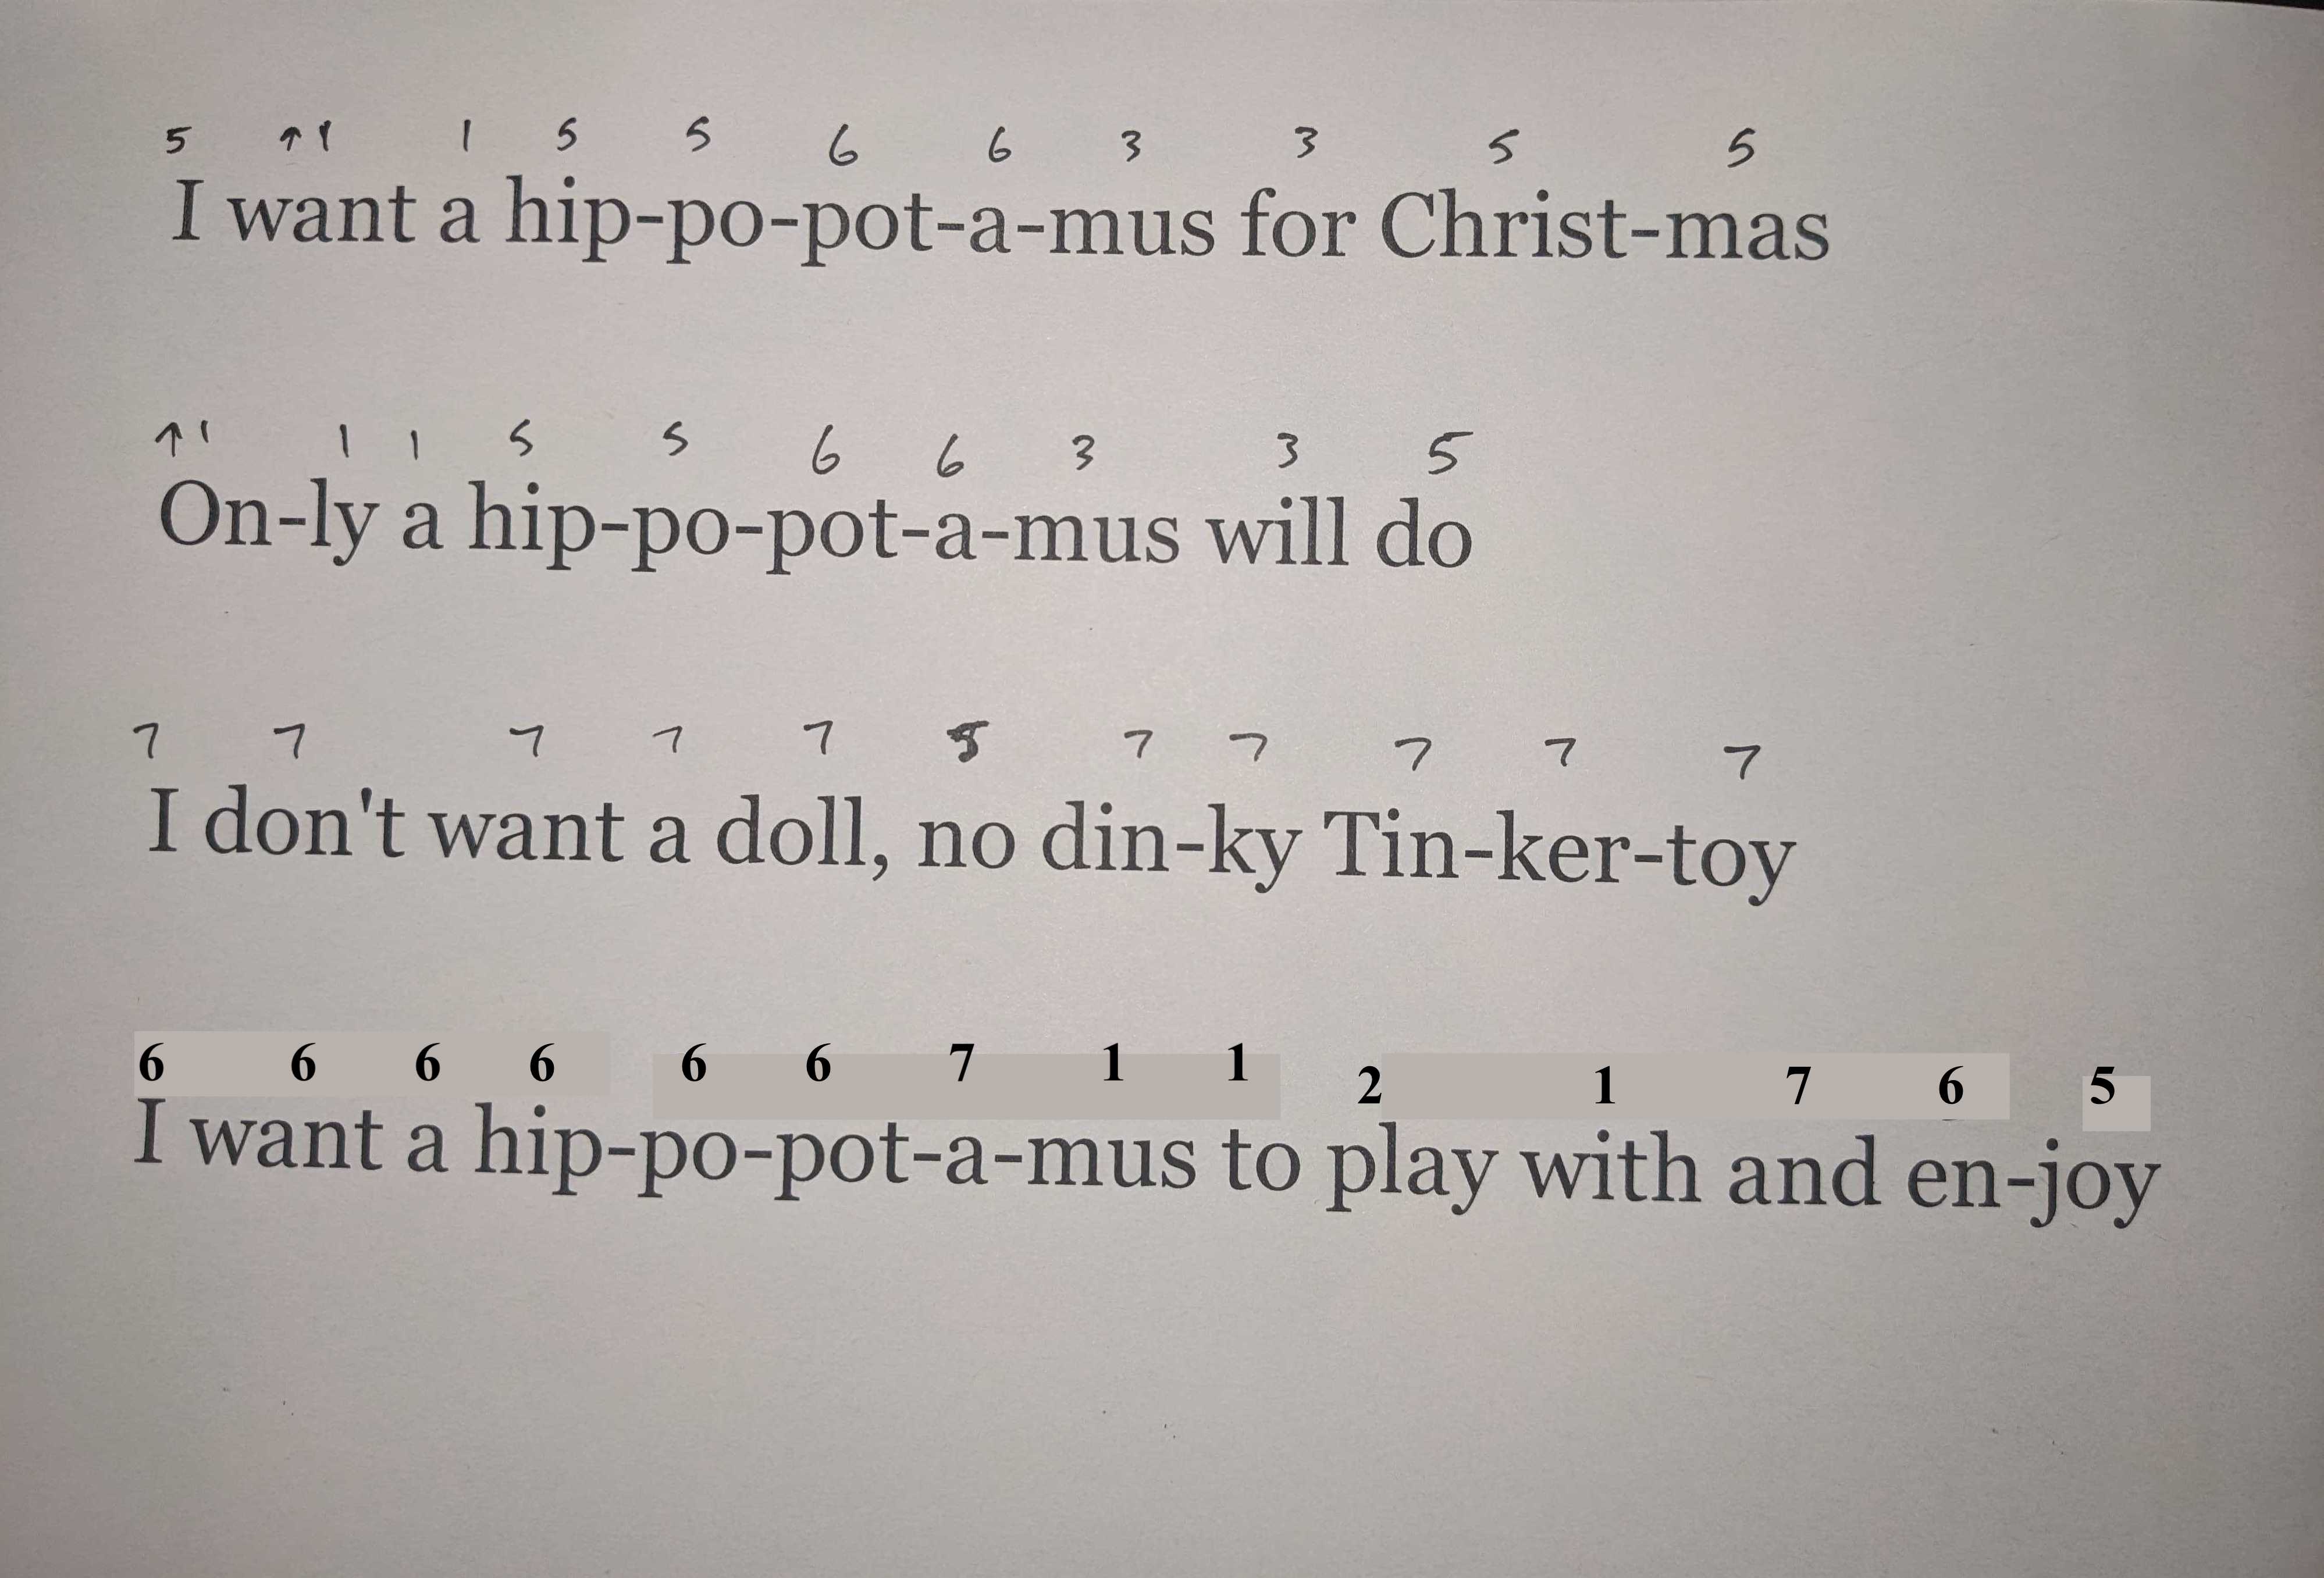 5 ↑1 1 5 5 6 6 3 3 5 5
I want a hip-po-pot-a-mus for Christ-mas
↑1 1 1 5 5 6 6 3 3 5
On-ly a hip-po-pot-a-mus will do
7 7 7 7 7 7 7 7 7 7
I don't want a doll, no din-ky Tin-ker-toy
6 6 6 6 6 6 7 1 1 2 1 7 6 5
I want a hip-po-pot-a-mus to play with and en-joy